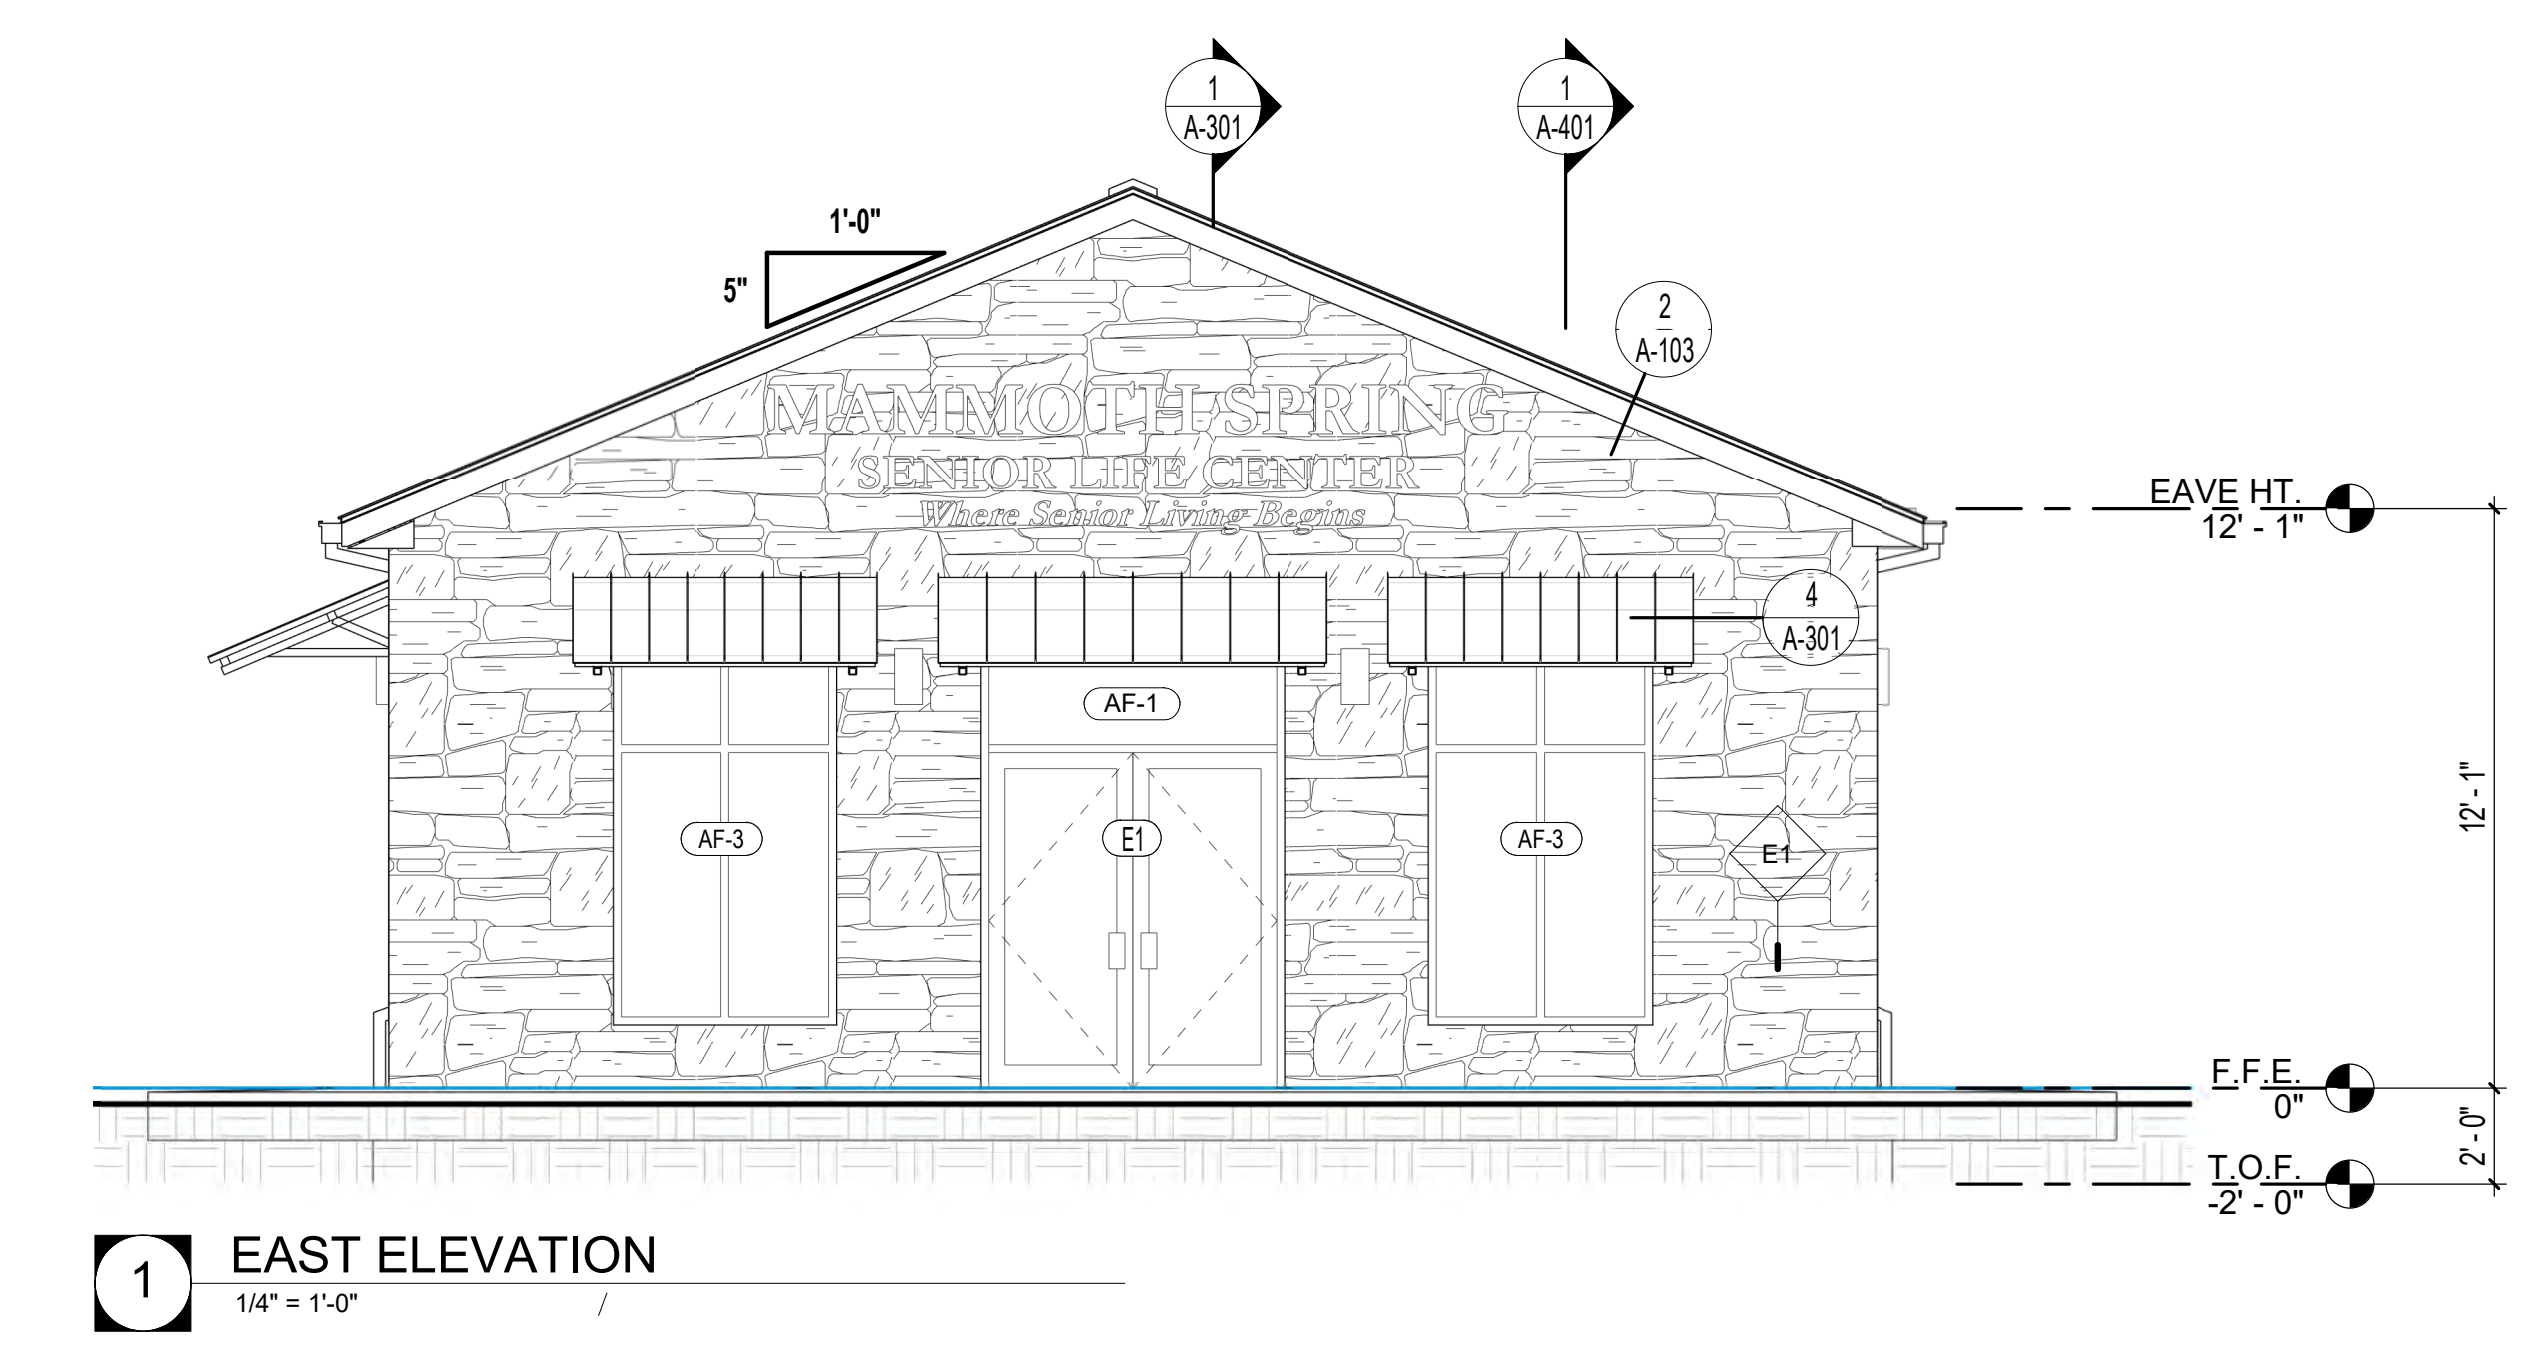 1
A-301
1
A-401
1'-0"
5"
2
A-103
MAMMOTH SPRING
SENIOR LIFE CENTER
Where Senior Living Begins
EAVE HT.
12' - 1"
4
A-301
AF-1
AF-3
E1
AF-3
E1
12' - 1"
F.F.E.
0"
2' - 0"
T.O.F.
-2' - 0"
1
EAST ELEVATION
1/4" = 1'-0"
/